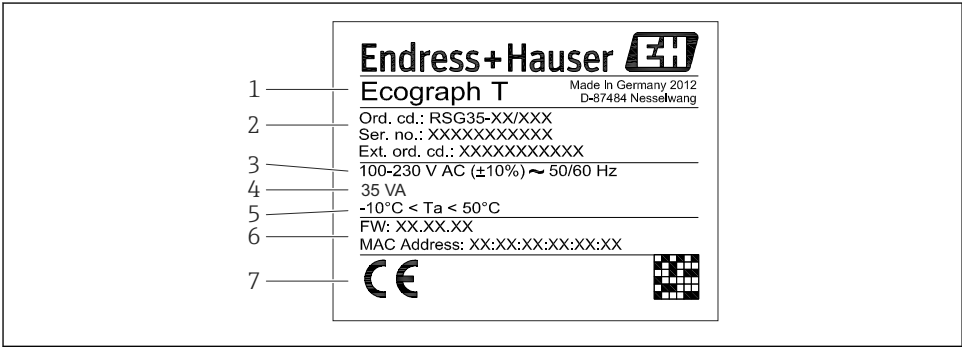 Endress+Hauser EH
1 Ecograph T
Made In Germany 2012
D-87484 Nesselwang
2 Ord. cd.: RSG35-XX/XXX
Ser. no.: XXXXXXXXXXX
Ext. ord. cd.: XXXXXXXXXXX
3 100-230 V AC (±10%) ~ 50/60 Hz
4 35 VA
5 -10°C < Ta < 50°C
6 FW: XX.XX.XX
MAC Address: XX:XX:XX:XX:XX:XX
7 CE